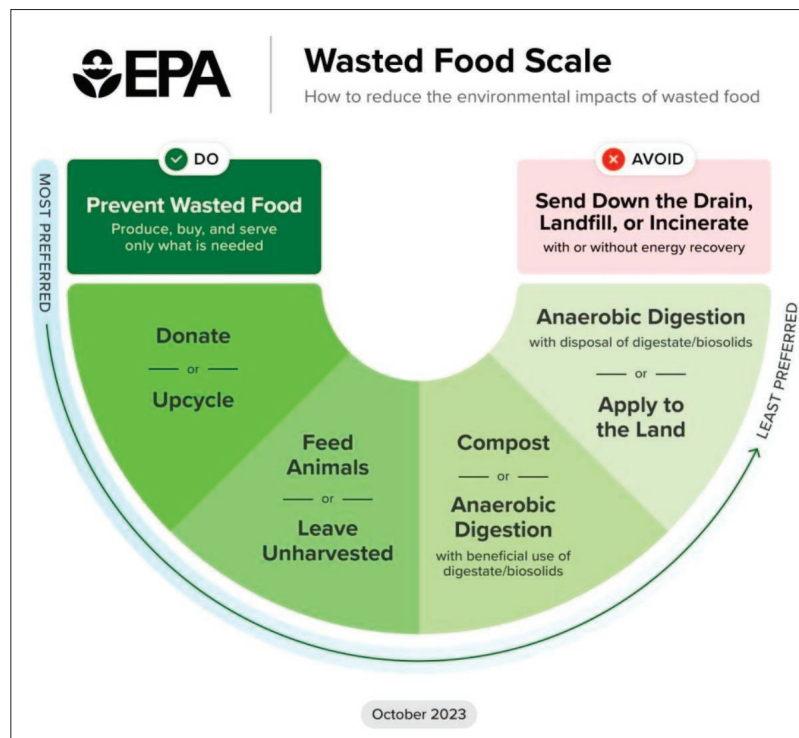 EPA
Wasted Food Scale
How to reduce the environmental impacts of wasted food
DO
Prevent Wasted Food
Produce, buy, and serve
only what is needed
AVOID
Send Down the Drain,
Landfill, or Incinerate
with or without energy recovery
MOST PREFERRED
Donate
or
Upcycle
Feed
Animals
or
Leave
Unharvested
Compost
or
Anaerobic
Digestion
with beneficial use of
digestate/biosolids
Anaerobic Digestion
with disposal of digestate/biosolids
or
Apply to
the Land
LEAST PREFERRED
October 2023